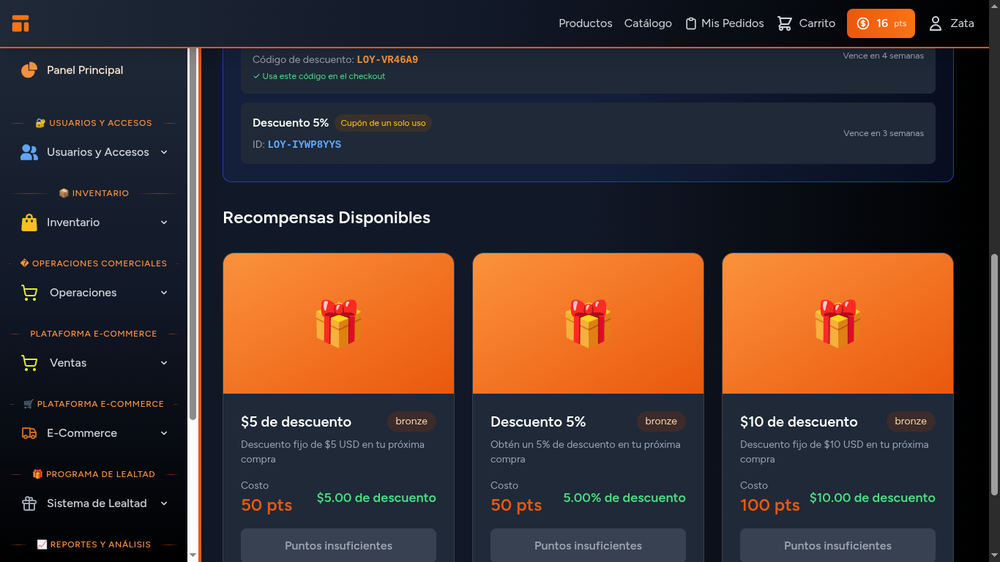 Productos
Catálogo
Mis Pedidos
Carrito
16 pts
Zata
Panel Principal
🔐 USUARIOS Y ACCESOS
Usuarios y Accesos
📦 INVENTARIO
Inventario
� OPERACIONES COMERCIALES
Operaciones
PLATAFORMA E-COMMERCE
Ventas
🛒 PLATAFORMA E-COMMERCE
E-Commerce
🎁 PROGRAMA DE LEALTAD
Sistema de Lealtad
📈 REPORTES Y ANÁLISIS
Código de descuento: LOY-VR46A9
Vence en 4 semanas
✓ Usa este código en el checkout
Descuento 5% Cupón de un solo uso
ID: LOY-IYWP8YYS
Vence en 3 semanas
Recompensas Disponibles
$5 de descuento
bronze
Descuento fijo de $5 USD en tu próxima
compra
Costo
50 pts
$5.00 de descuento
Puntos insuficientes
Descuento 5%
bronze
Obtén un 5% de descuento en tu próxima
compra
Costo
50 pts
5.00% de descuento
Puntos insuficientes
$10 de descuento
bronze
Descuento fijo de $10 USD en tu próxima
compra
Costo
100 pts
$10.00 de descuento
Puntos insuficientes